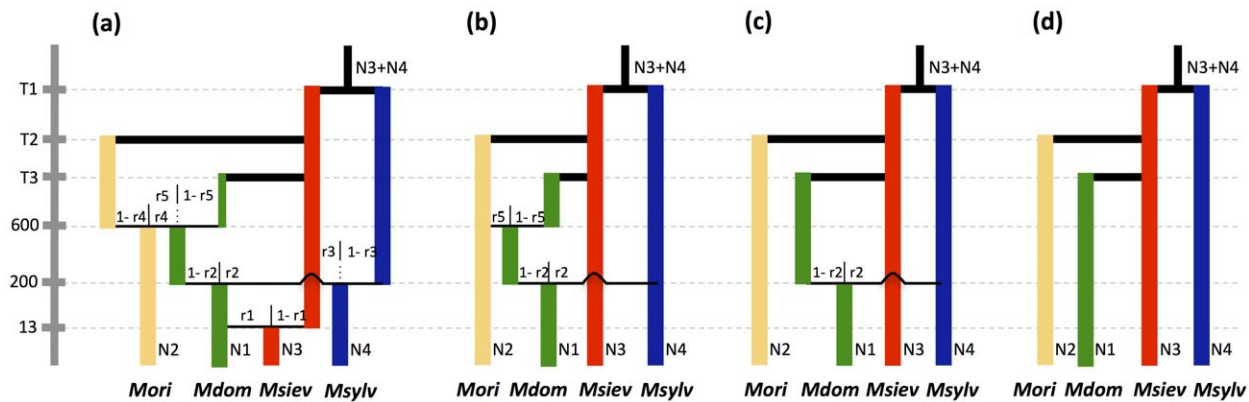 (a) (b) (c) (d)
N3+N4 N3+N4 N3+N4 N3+N4
T1
T2
T3
r5 1- r5
1- r4 r4 r5 1- r5
600
r3 1- r3
1- r2 r2 1- r2 r2 1- r2 r2
200
r1 1- r1
13
N2 N1 N3 N4 N2 N1 N3 N4 N2 N1 N3 N4 N2 N1 N3 N4
Mori Mdom Msiev Msylv Mori Mdom Msiev Msylv Mori Mdom Msiev Msylv Mori Mdom Msiev Msylv